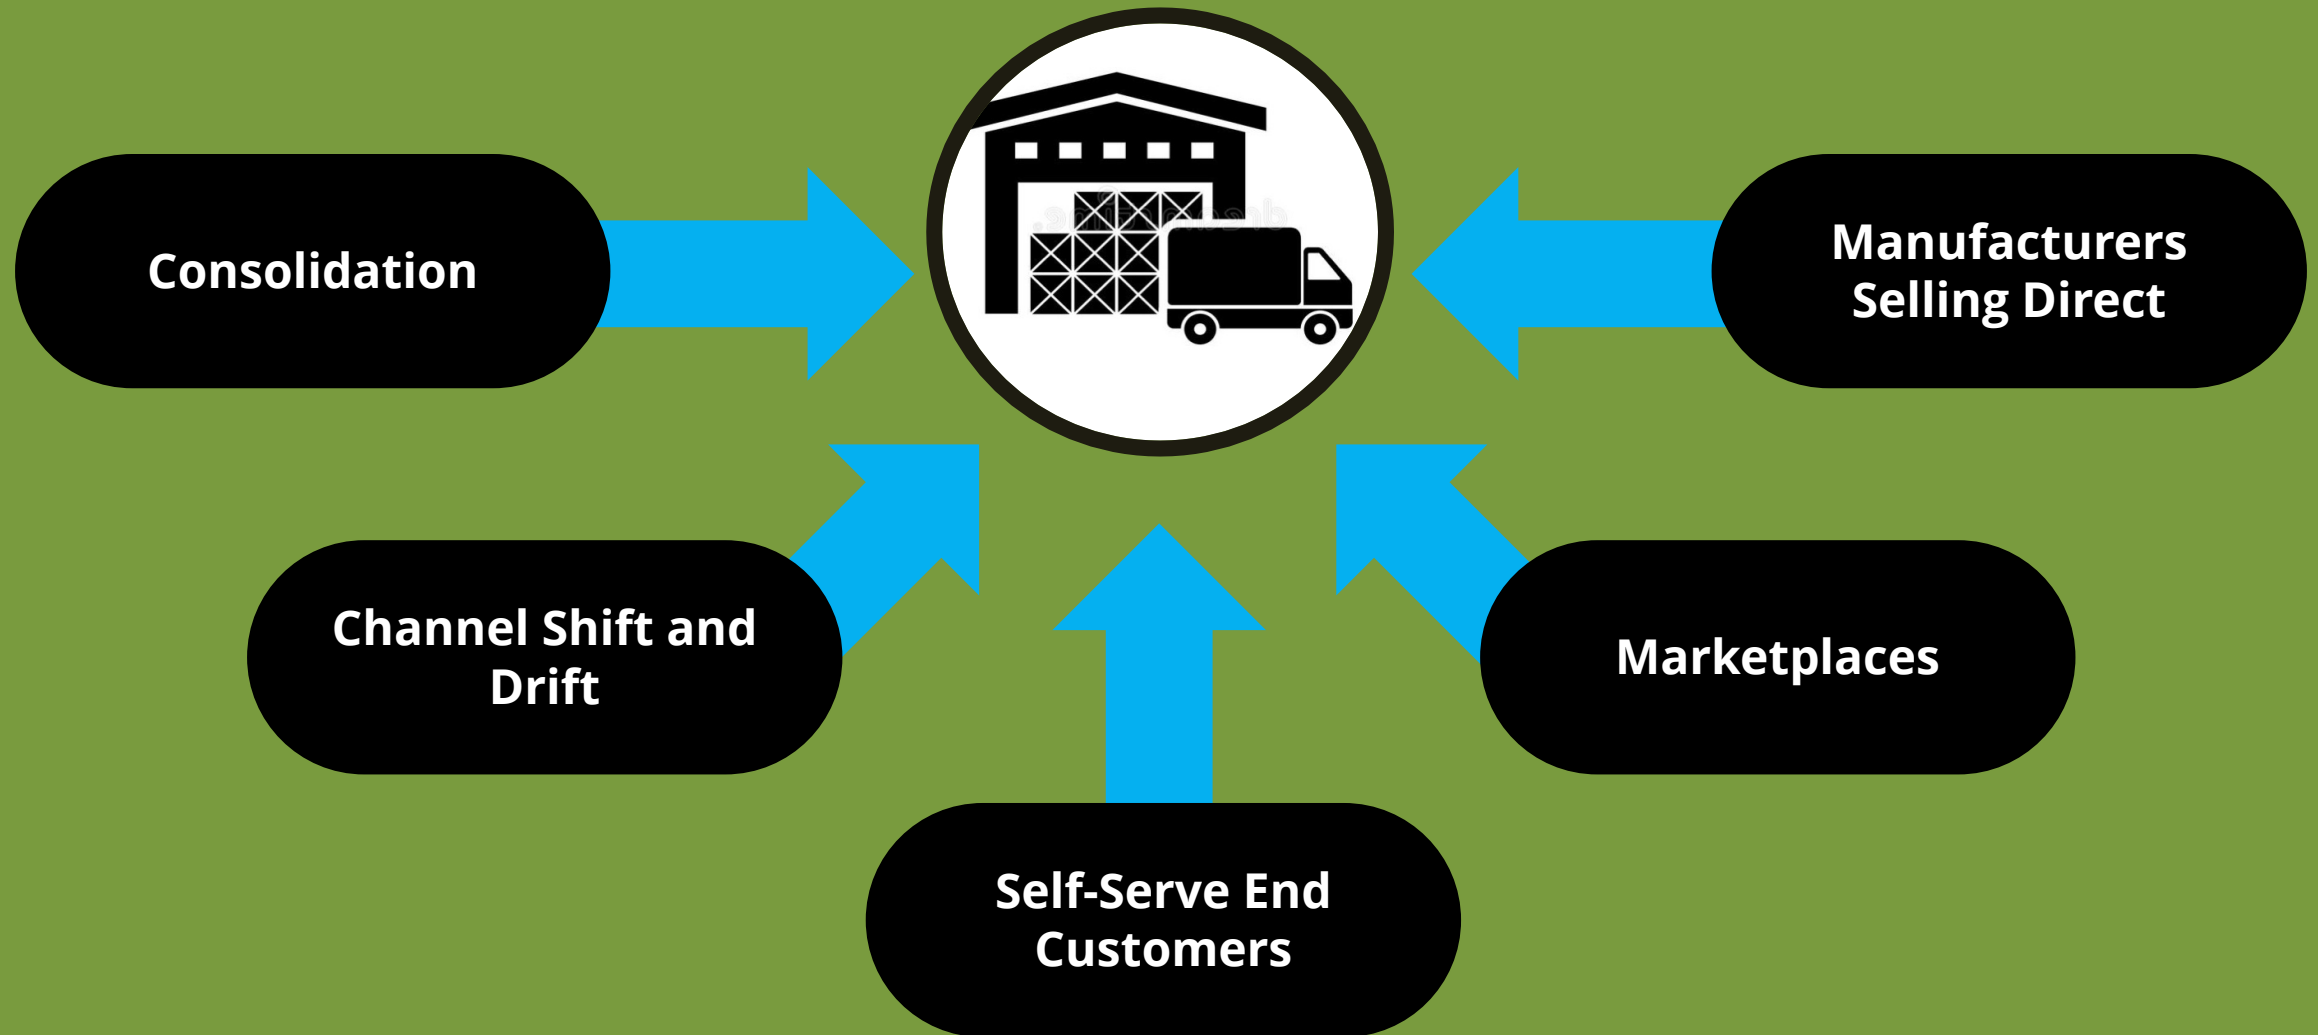 Consolidation
Manufacturers
Selling Direct
Channel Shift and
Drift
Marketplaces
Self-Serve End
Customers